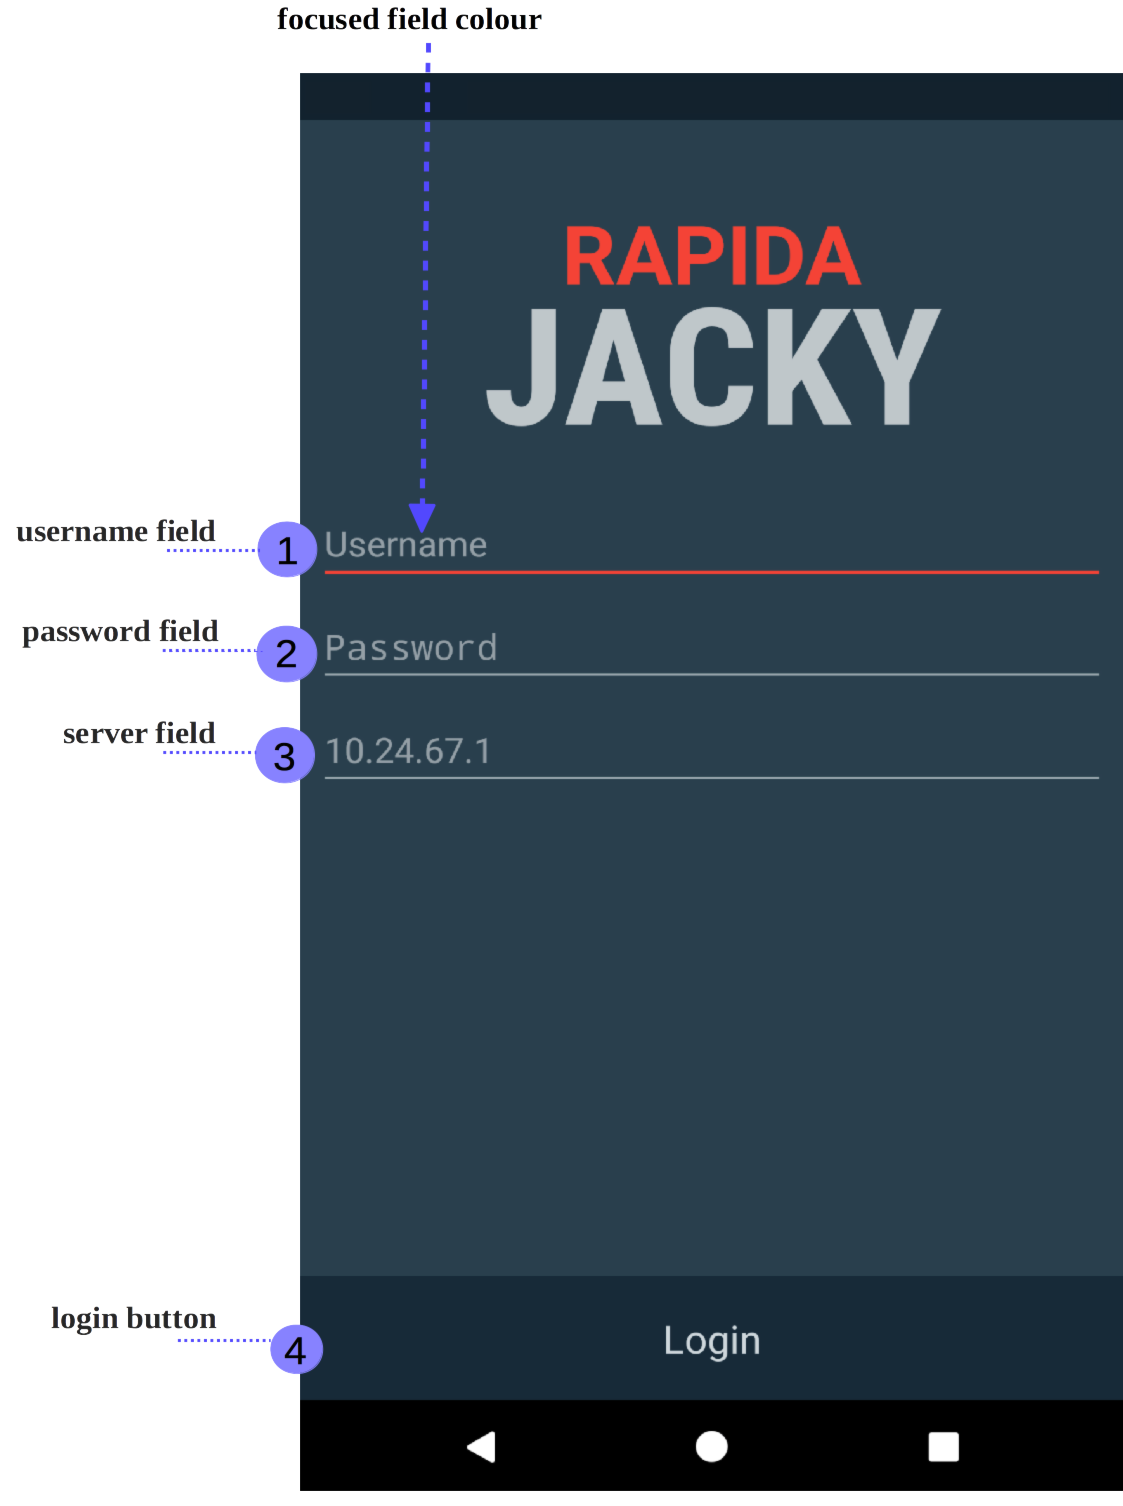 focused field colour
RAPIDA
JACKY
username field
1
Username
password field
2
Password
server field
3
10.24.67.1
login button
4
Login